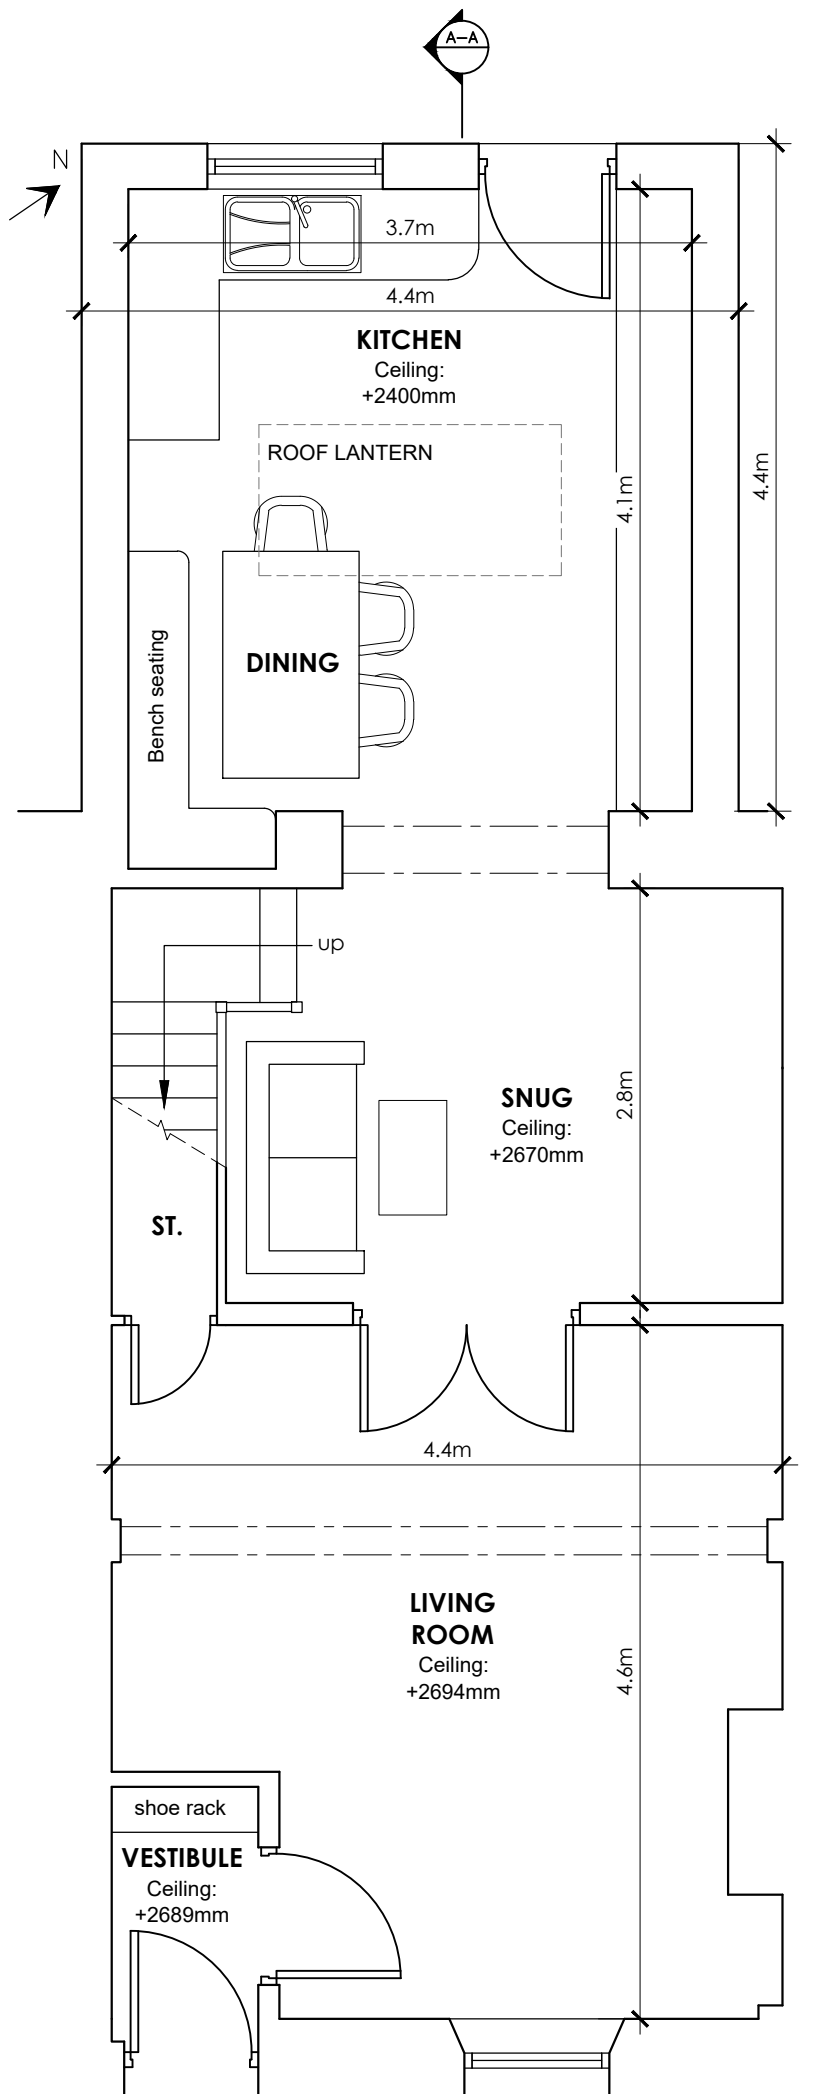 A-A
N
3.7m
4.4m
KITCHEN
Ceiling:
+2400mm
ROOF LANTERN
4.1m
4.4m
DINING
Bench seating
up
SNUG
Ceiling:
+2670mm
2.8m
ST.
4.4m
LIVING
ROOM
Ceiling:
+2694mm
4.6m
shoe rack
VESTIBULE
Ceiling:
+2689mm